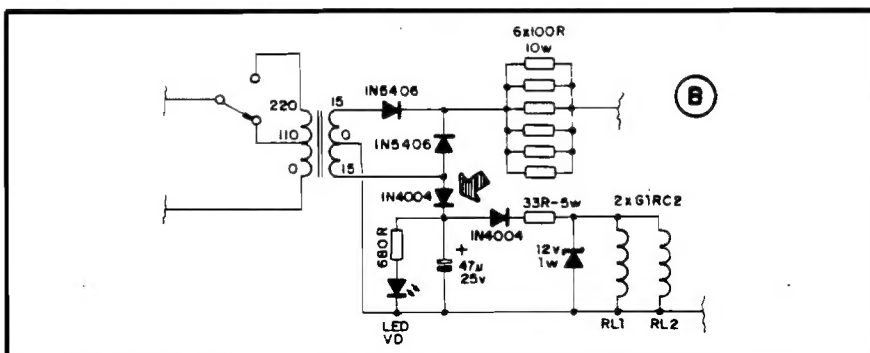 6x100R
10w
B
220
110
0
15
0
15
1N5406
1N5406
1N4004
1N4004
33R-5w
2xG1RC2
680R
+
47µ
25v
12v
1w
LED
VD
RL1
RL2